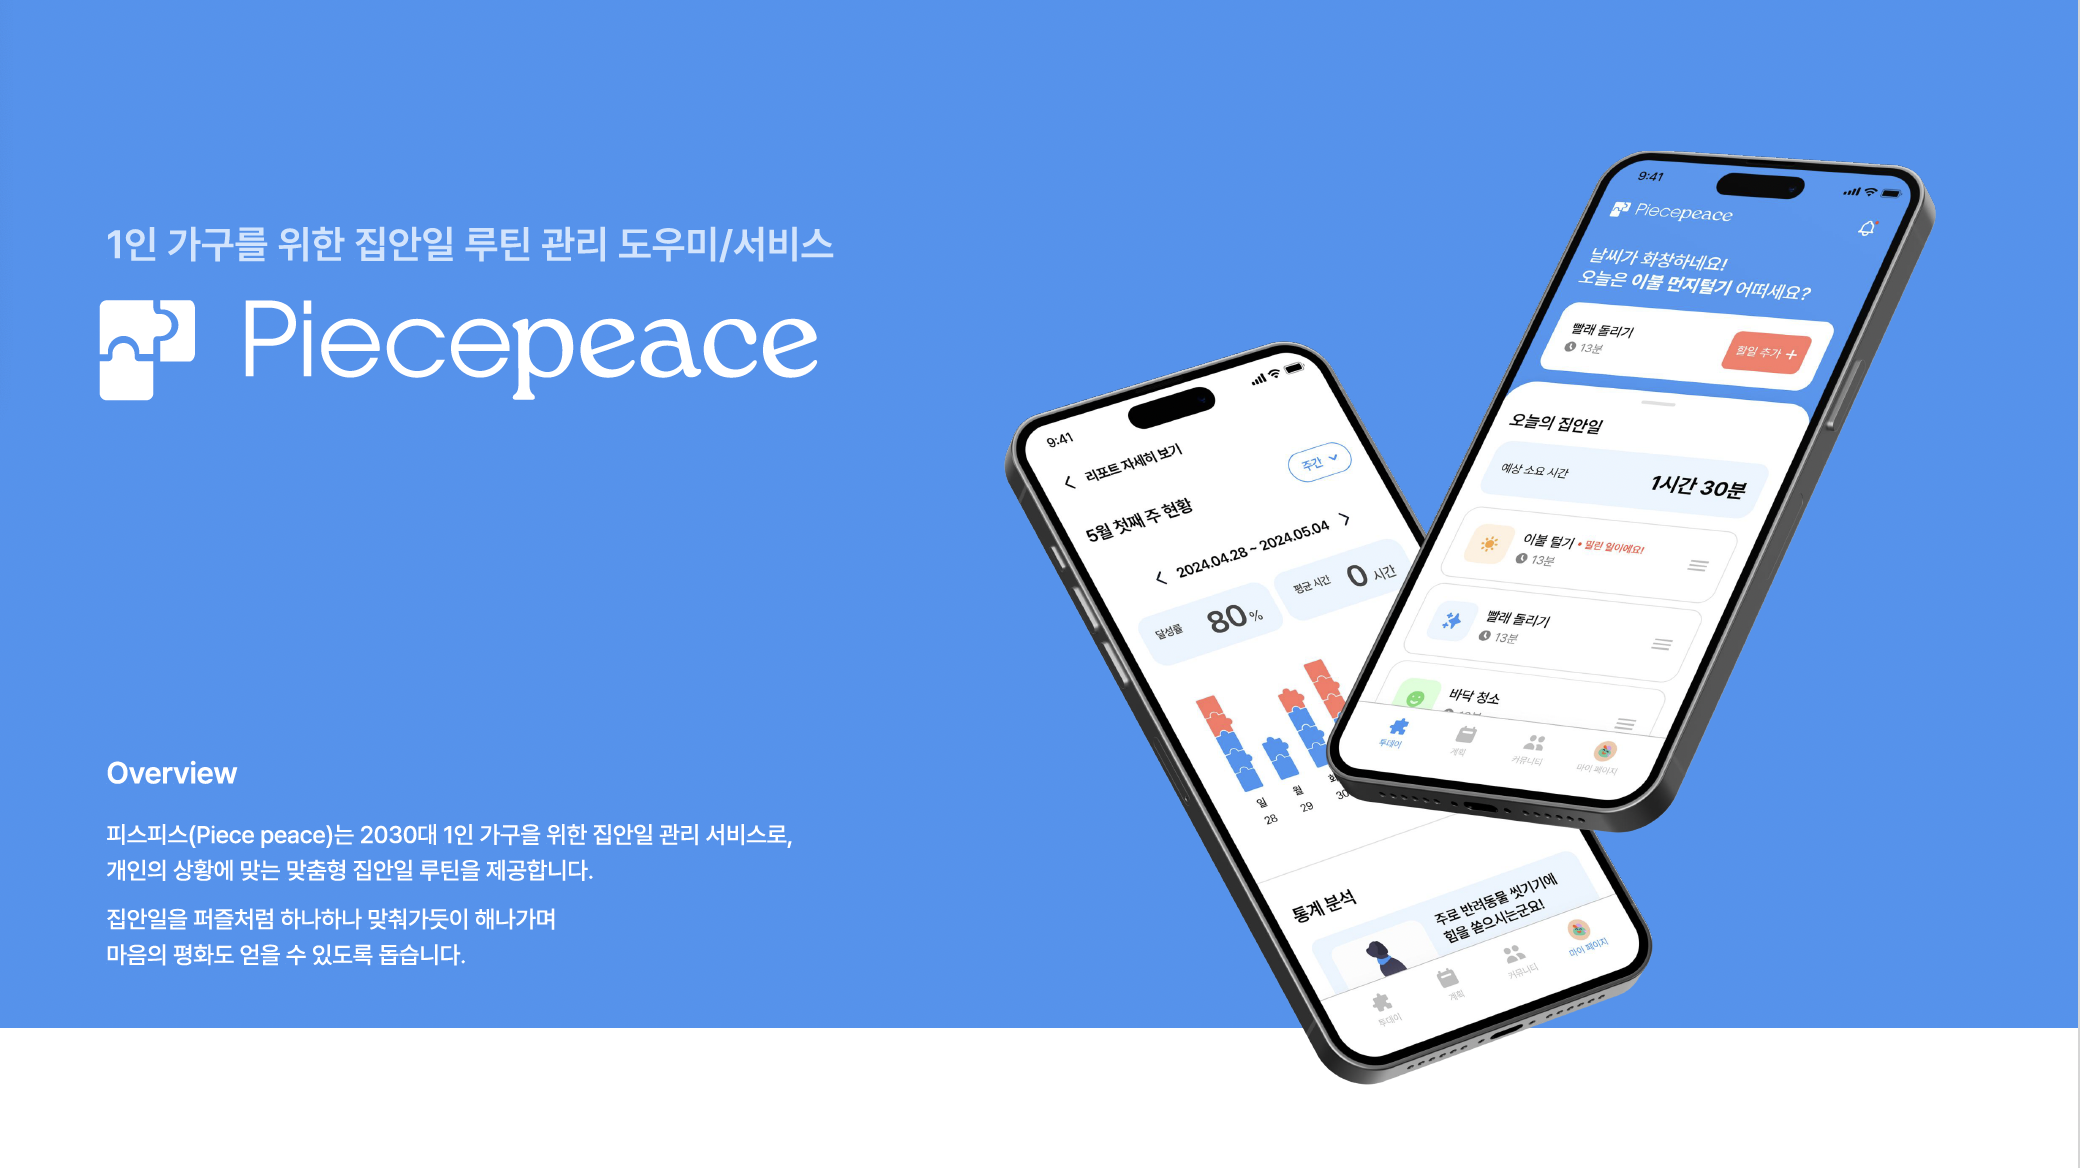 1인 가구를 위한 집안일 루틴 관리 도우미/서비스
Piecepeace
Overview
피스피스(Piece peace)는 2030대 1인 가구을 위한 집안일 관리 서비스로,
개인의 상황에 맞는 맞춤형 집안일 루틴을 제공합니다.
집안일을 퍼즐처럼 하나하나 맞춰가듯이 해나가며
마음의 평화도 얻을 수 있도록 돕습니다.
9:41
리포트 자세히 보기
주간
5월 첫째 주 현황
2024.04.28 ~ 2024.05.04
달성률 80 %
평균 시간 0 시간
일 월 화
28 29 30
통계 분석
주로 반려동물 씻기기에
힘을 쏟으시는군요!
투데이 계획 커뮤니티 마이 페이지
9:41
Piecepeace
날씨가 화창하네요!
오늘은 이불 먼지털기 어떠세요?
빨래 돌리기
13분
할일 추가 +
오늘의 집안일
예상 소요 시간 1시간 30분
이불 털기 • 밀린 일이에요!
13분
빨래 돌리기
13분
바닥 청소
투데이 계획 커뮤니티 마이 페이지